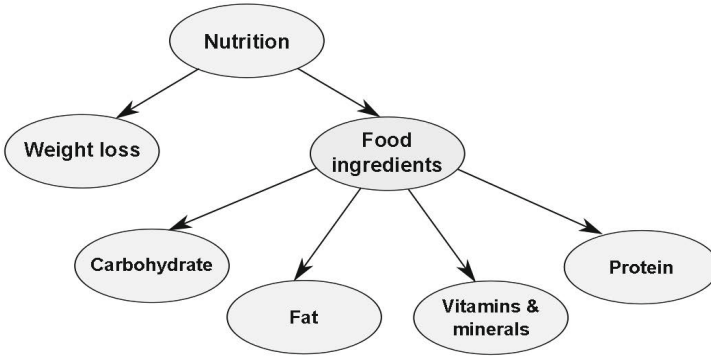 Nutrition
Weight loss
Food
ingredients
Carbohydrate
Fat
Vitamins &
minerals
Protein